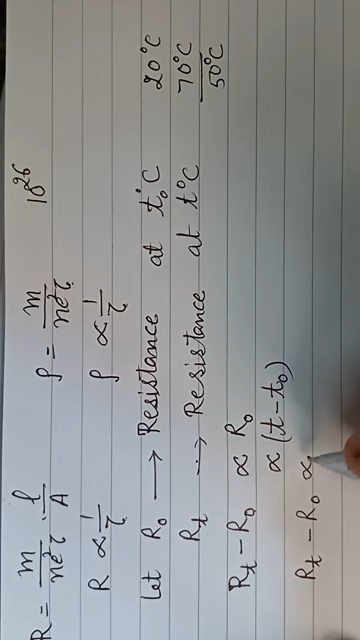 R = m/ne²τ · l/A ρ = m/ne²τ 10²⁶
R ∝ 1/τ ρ ∝ 1/τ
Let R₀ → Resistance at t₀°C 20°C
Rₜ → Resistance at t°C 70°C
50°C
Rₜ - R₀ ∝ R₀
∝ (t - t₀)
Rₜ - R₀ ∝